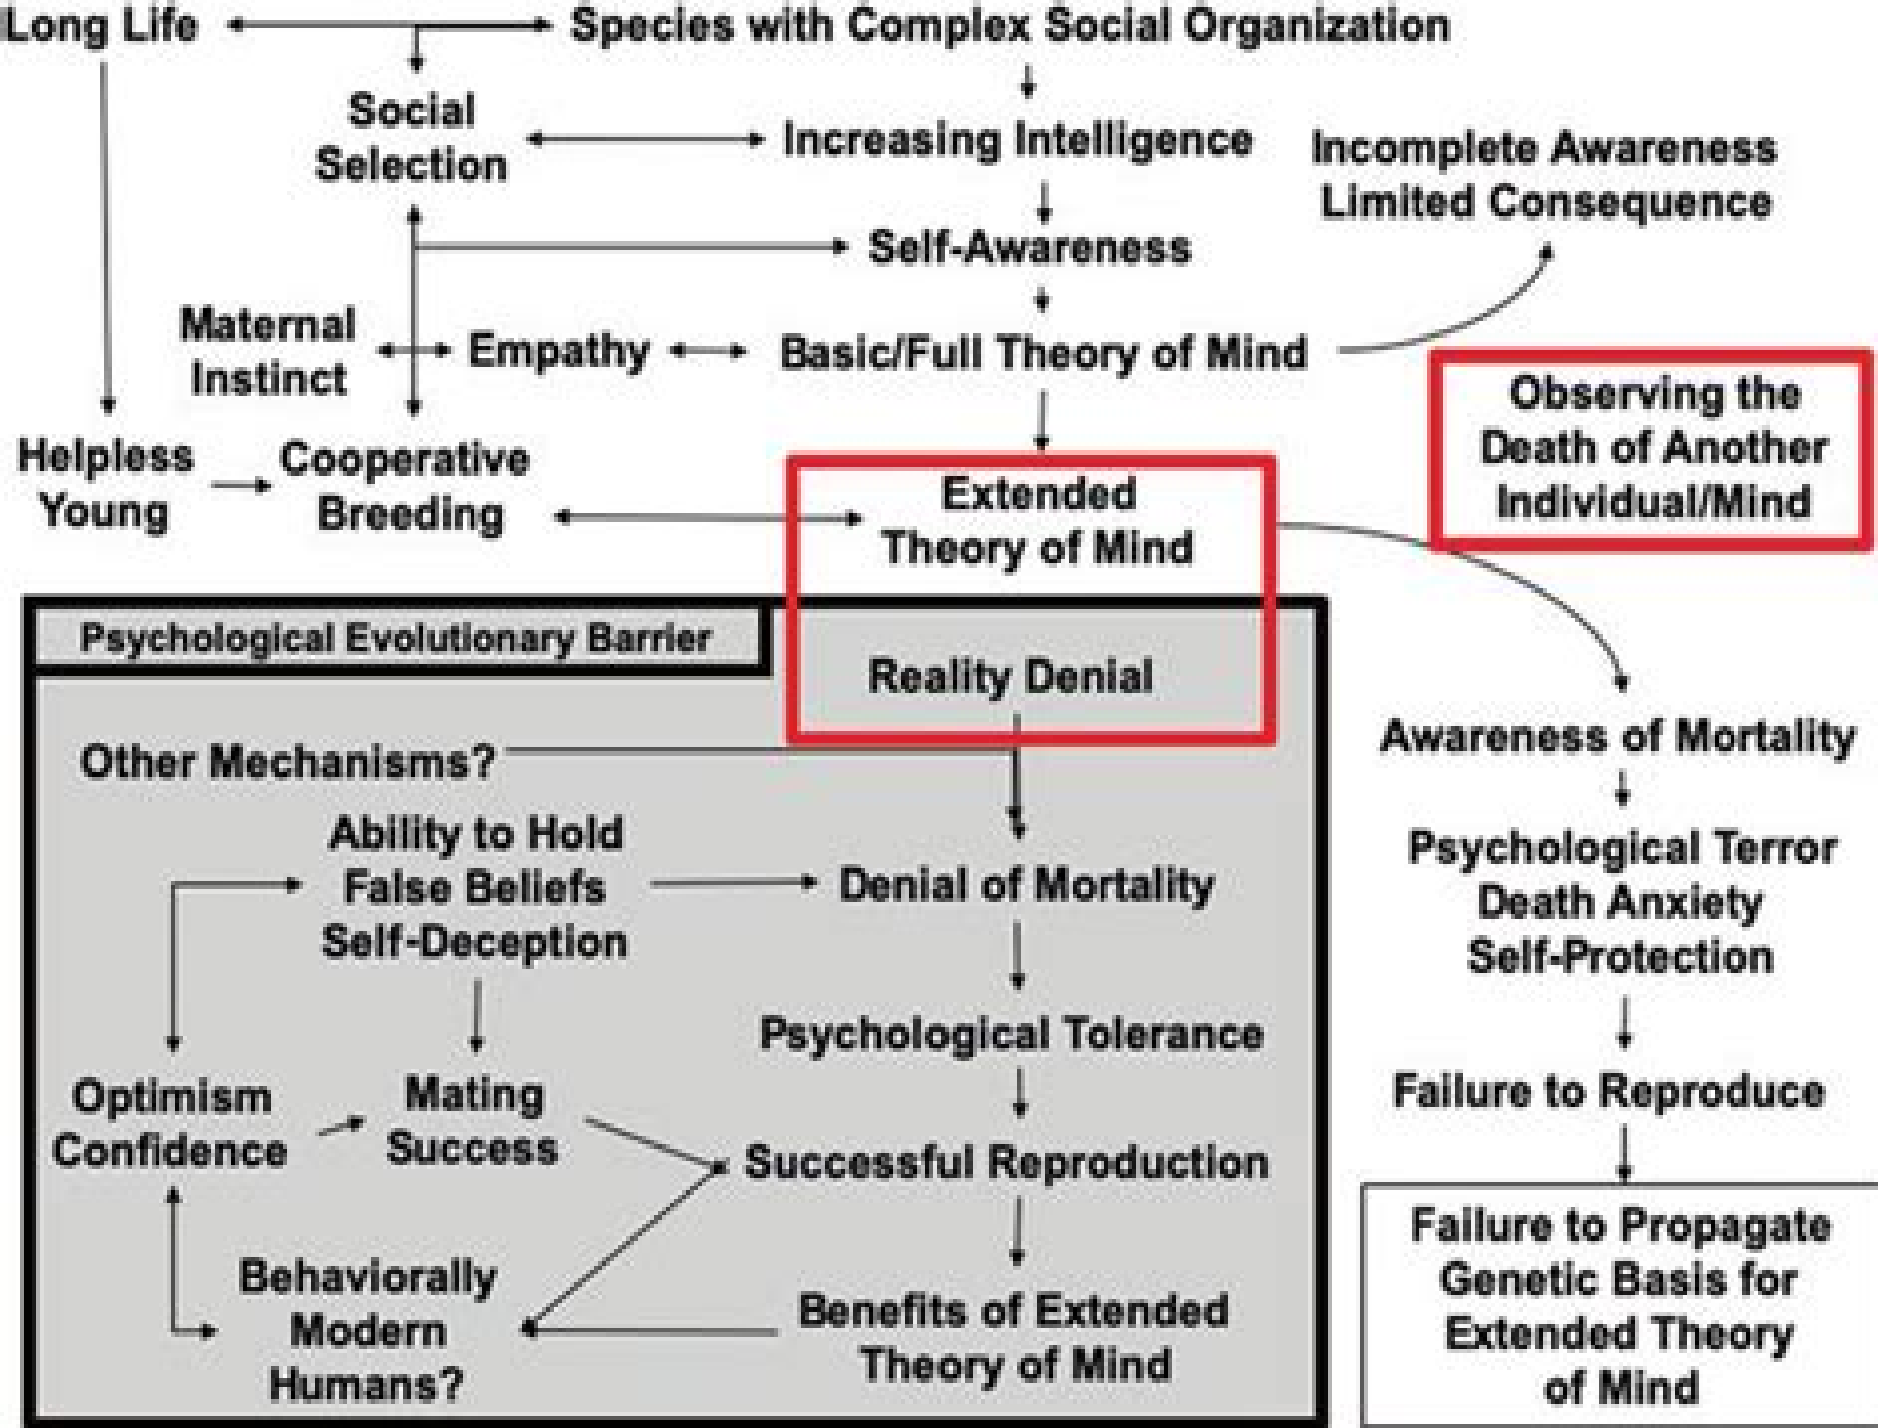 Long Life
Species with Complex Social Organization
Social
Selection
Increasing Intelligence
Incomplete Awareness
Limited Consequence
Self-Awareness
Maternal
Instinct
Empathy
Basic/Full Theory of Mind
Observing the
Death of Another
Individual/Mind
Helpless
Young
Cooperative
Breeding
Extended
Theory of Mind
Psychological Evolutionary Barrier
Reality Denial
Other Mechanisms?
Awareness of Mortality
Ability to Hold
False Beliefs
Self-Deception
Denial of Mortality
Psychological Terror
Death Anxiety
Self-Protection
Psychological Tolerance
Optimism
Confidence
Mating
Success
Failure to Reproduce
Successful Reproduction
Behaviorally
Modern
Humans?
Benefits of Extended
Theory of Mind
Failure to Propagate
Genetic Basis for
Extended Theory
of Mind